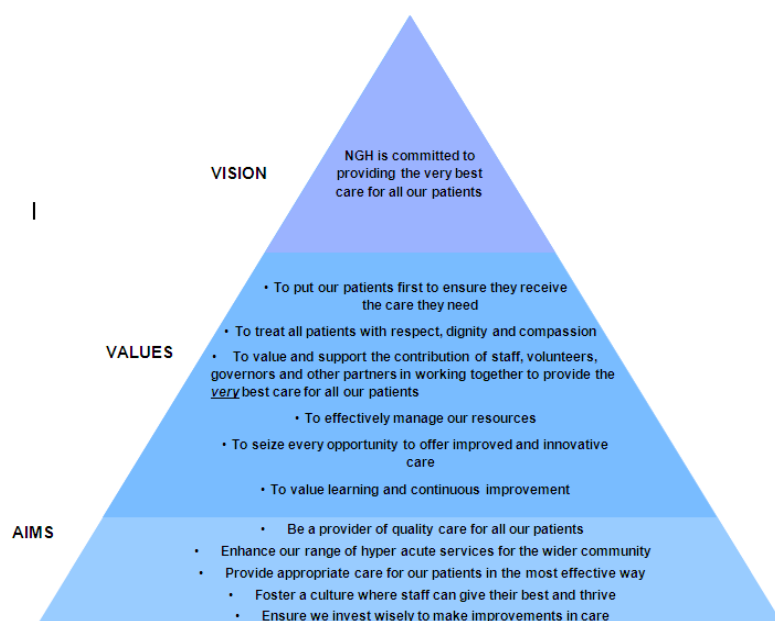 NGH is committed to
providing the very best
care for all our patients
VISION
• To put our patients first to ensure they receive
the care they need
• To treat all patients with respect, dignity and compassion
VALUES
• To value and support the contribution of staff, volunteers,
governors and other partners in working together to provide the
very best care for all our patients
• To effectively manage our resources
• To seize every opportunity to offer improved and innovative
care
• To value learning and continuous improvement
AIMS
• Be a provider of quality care for all our patients
• Enhance our range of hyper acute services for the wider community
• Provide appropriate care for our patients in the most effective way
• Foster a culture where staff can give their best and thrive
• Ensure we invest wisely to make improvements in care